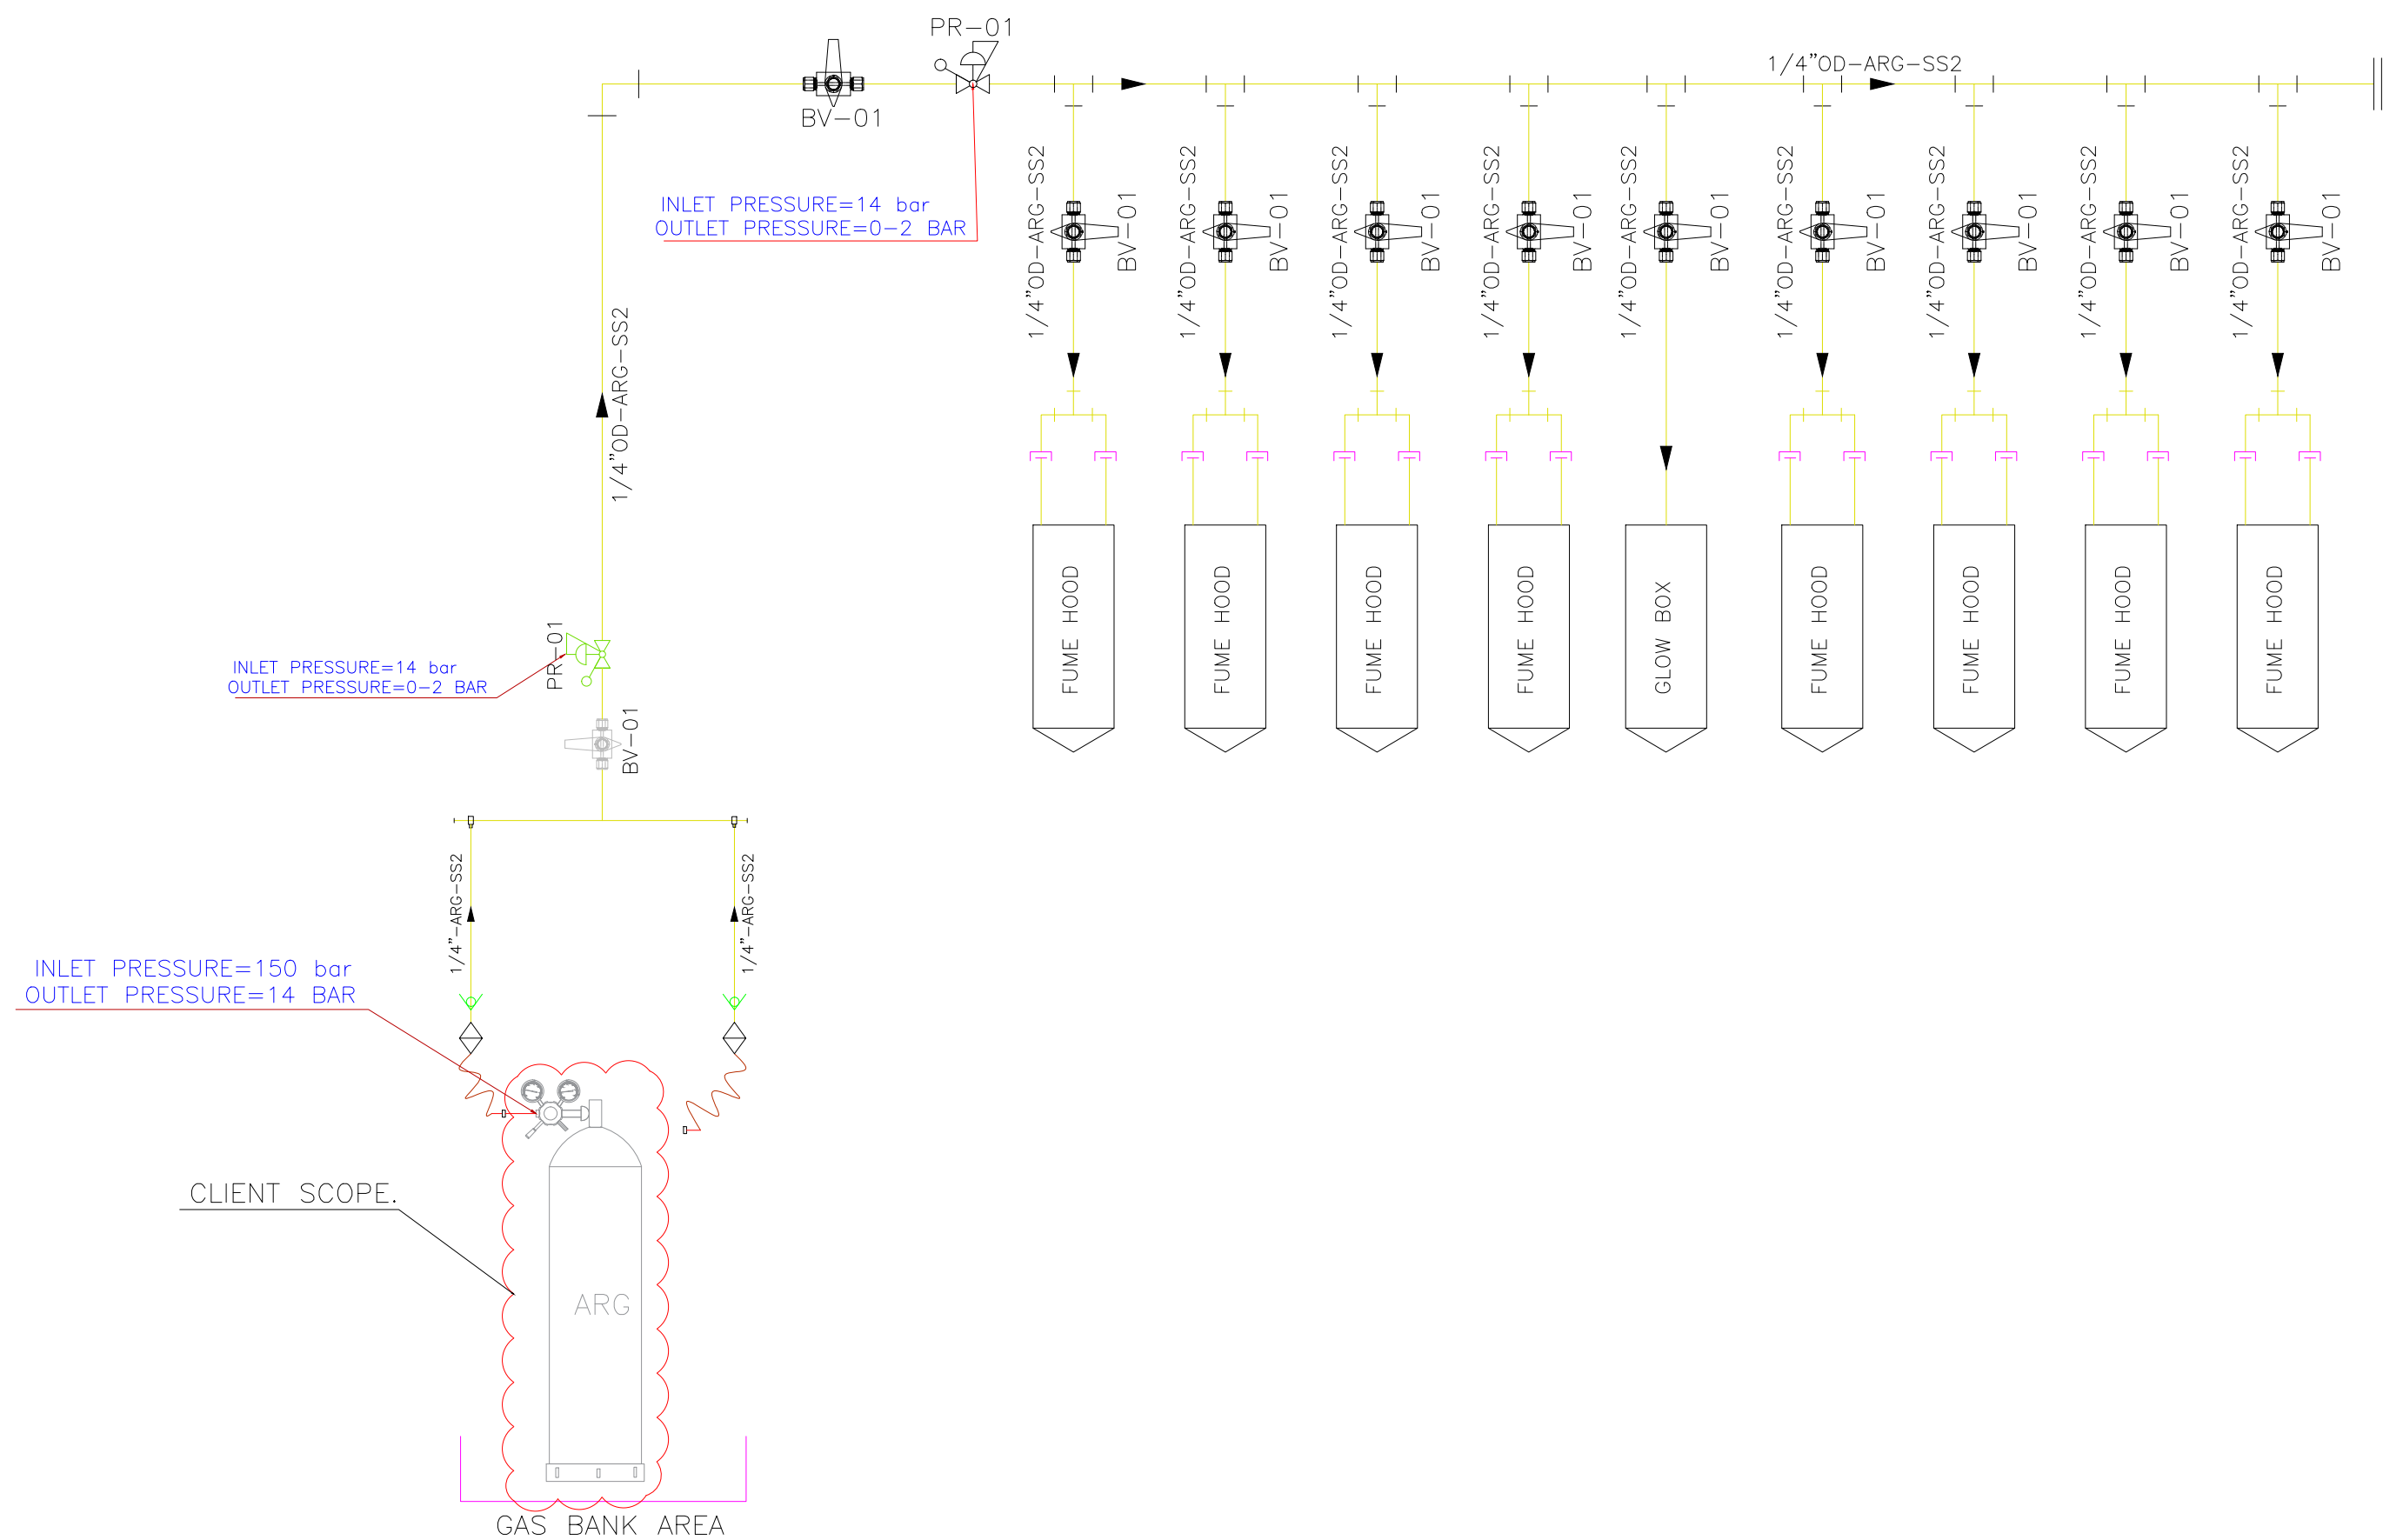 PR-01
1/4"OD-ARG-SS2
BV-01
INLET PRESSURE=14 bar
OUTLET PRESSURE=0-2 BAR
1/4"OD-ARG-SS2
BV-01
1/4"OD-ARG-SS2
BV-01
1/4"OD-ARG-SS2
BV-01
1/4"OD-ARG-SS2
BV-01
1/4"OD-ARG-SS2
BV-01
1/4"OD-ARG-SS2
BV-01
1/4"OD-ARG-SS2
BV-01
1/4"OD-ARG-SS2
BV-01
1/4"OD-ARG-SS2
BV-01
1/4"OD-ARG-SS2
FUME HOOD
FUME HOOD
FUME HOOD
FUME HOOD
GLOW BOX
FUME HOOD
FUME HOOD
FUME HOOD
FUME HOOD
PR-01
INLET PRESSURE=14 bar
OUTLET PRESSURE=0-2 BAR
BV-01
1/4"-ARG-SS2
1/4"-ARG-SS2
INLET PRESSURE=150 bar
OUTLET PRESSURE=14 BAR
CLIENT SCOPE.
ARG
GAS BANK AREA